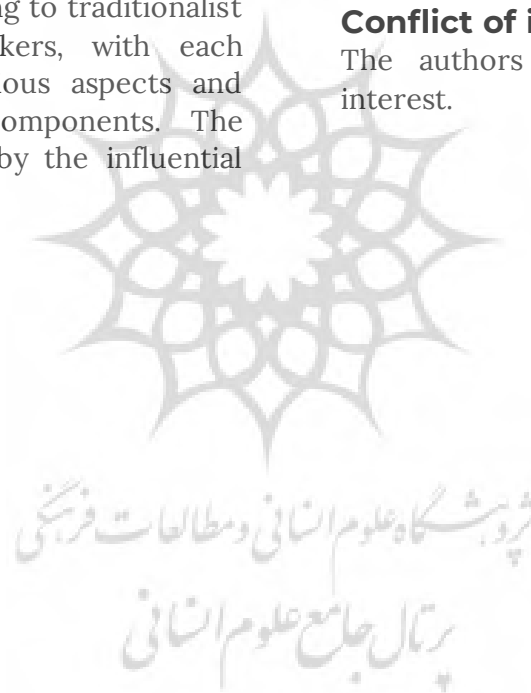 ng to traditionalist
kers, with each
ious aspects and
omponents. The
by the influential
Conflict of i
The authors
interest.
پژوهشگاه علوم انسانی و مطالعات فرهنگی
پرتال جامع علوم انسانی